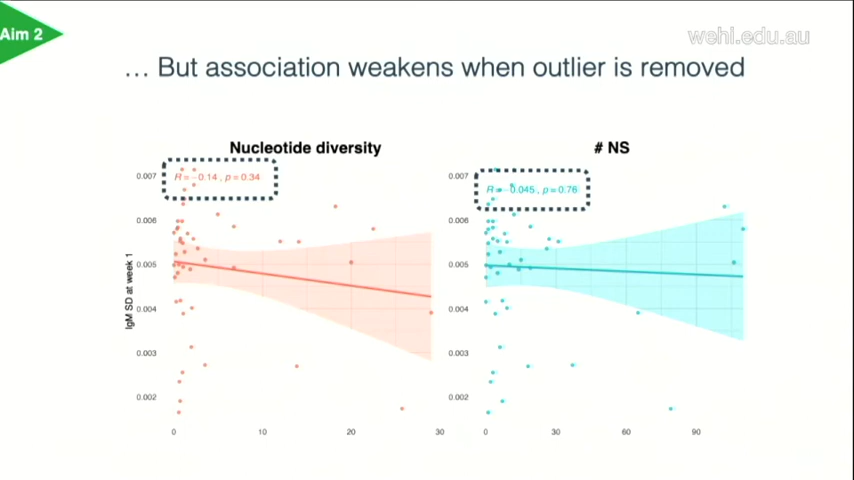 Aim 2
wehi.edu.au
... But association weakens when outlier is removed
Nucleotide diversity
# NS
R = −0.14 , p = 0.34
R = −0.045 , p = 0.76
IgM SD at week 1
0.007
0.006
0.005
0.004
0.003
0.002
0 10 20 30
0.007
0.006
0.005
0.004
0.003
0.002
0 30 60 90